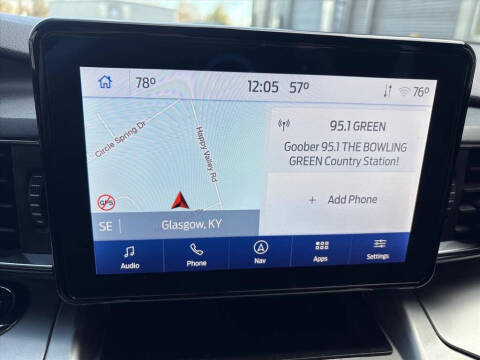 78° 12:05 57° 76°
Circle Spring Dr
Happy Valley Rd
GPS
SE Glasgow, KY
95.1 GREEN
Goober 95.1 THE BOWLING
GREEN Country Station!
+ Add Phone
Audio Phone Nav Apps Settings